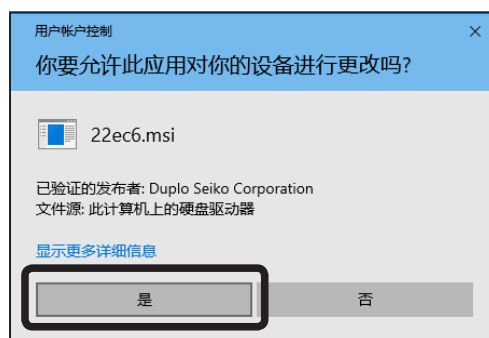 用户帐户控制
你要允许此应用对你的设备进行更改吗?
22ec6.msi
已验证的发布者: Duplo Seiko Corporation
文件源: 此计算机上的硬盘驱动器
显示更多详细信息
是
否